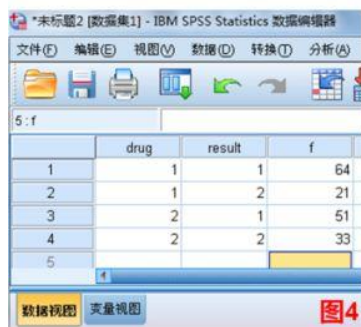 *未标题2 [数据集1] - IBM SPSS Statistics 数据编辑器
文件(F) 编辑(E) 视图(V) 数据(D) 转换(T) 分析(A)
5 : f
drug result f
1 1 1 64
2 1 2 21
3 2 1 51
4 2 2 33
5
数据视图 变量视图
图4